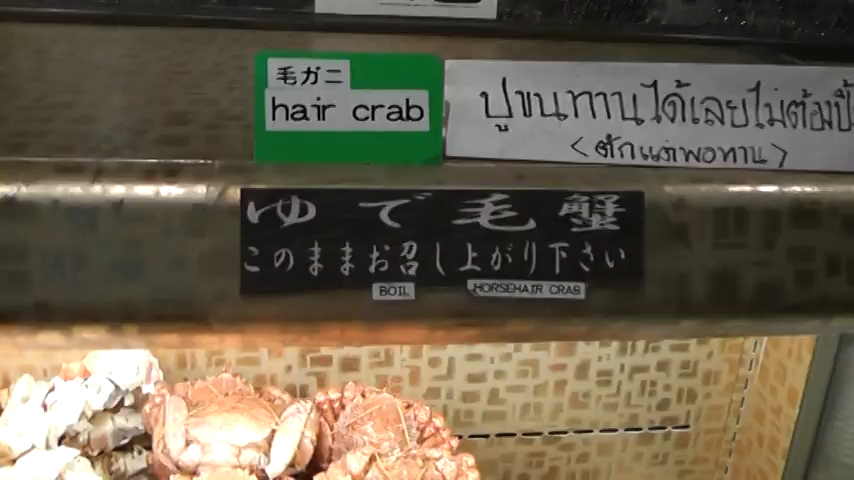 毛ガニ
hair crab
ปูขนทานได้เลยไม่ต้อง
<ตักแต่พอทาน>
ゆで毛蟹
このままお召し上がり下さい
BOIL
HORSEHAIR CRAB